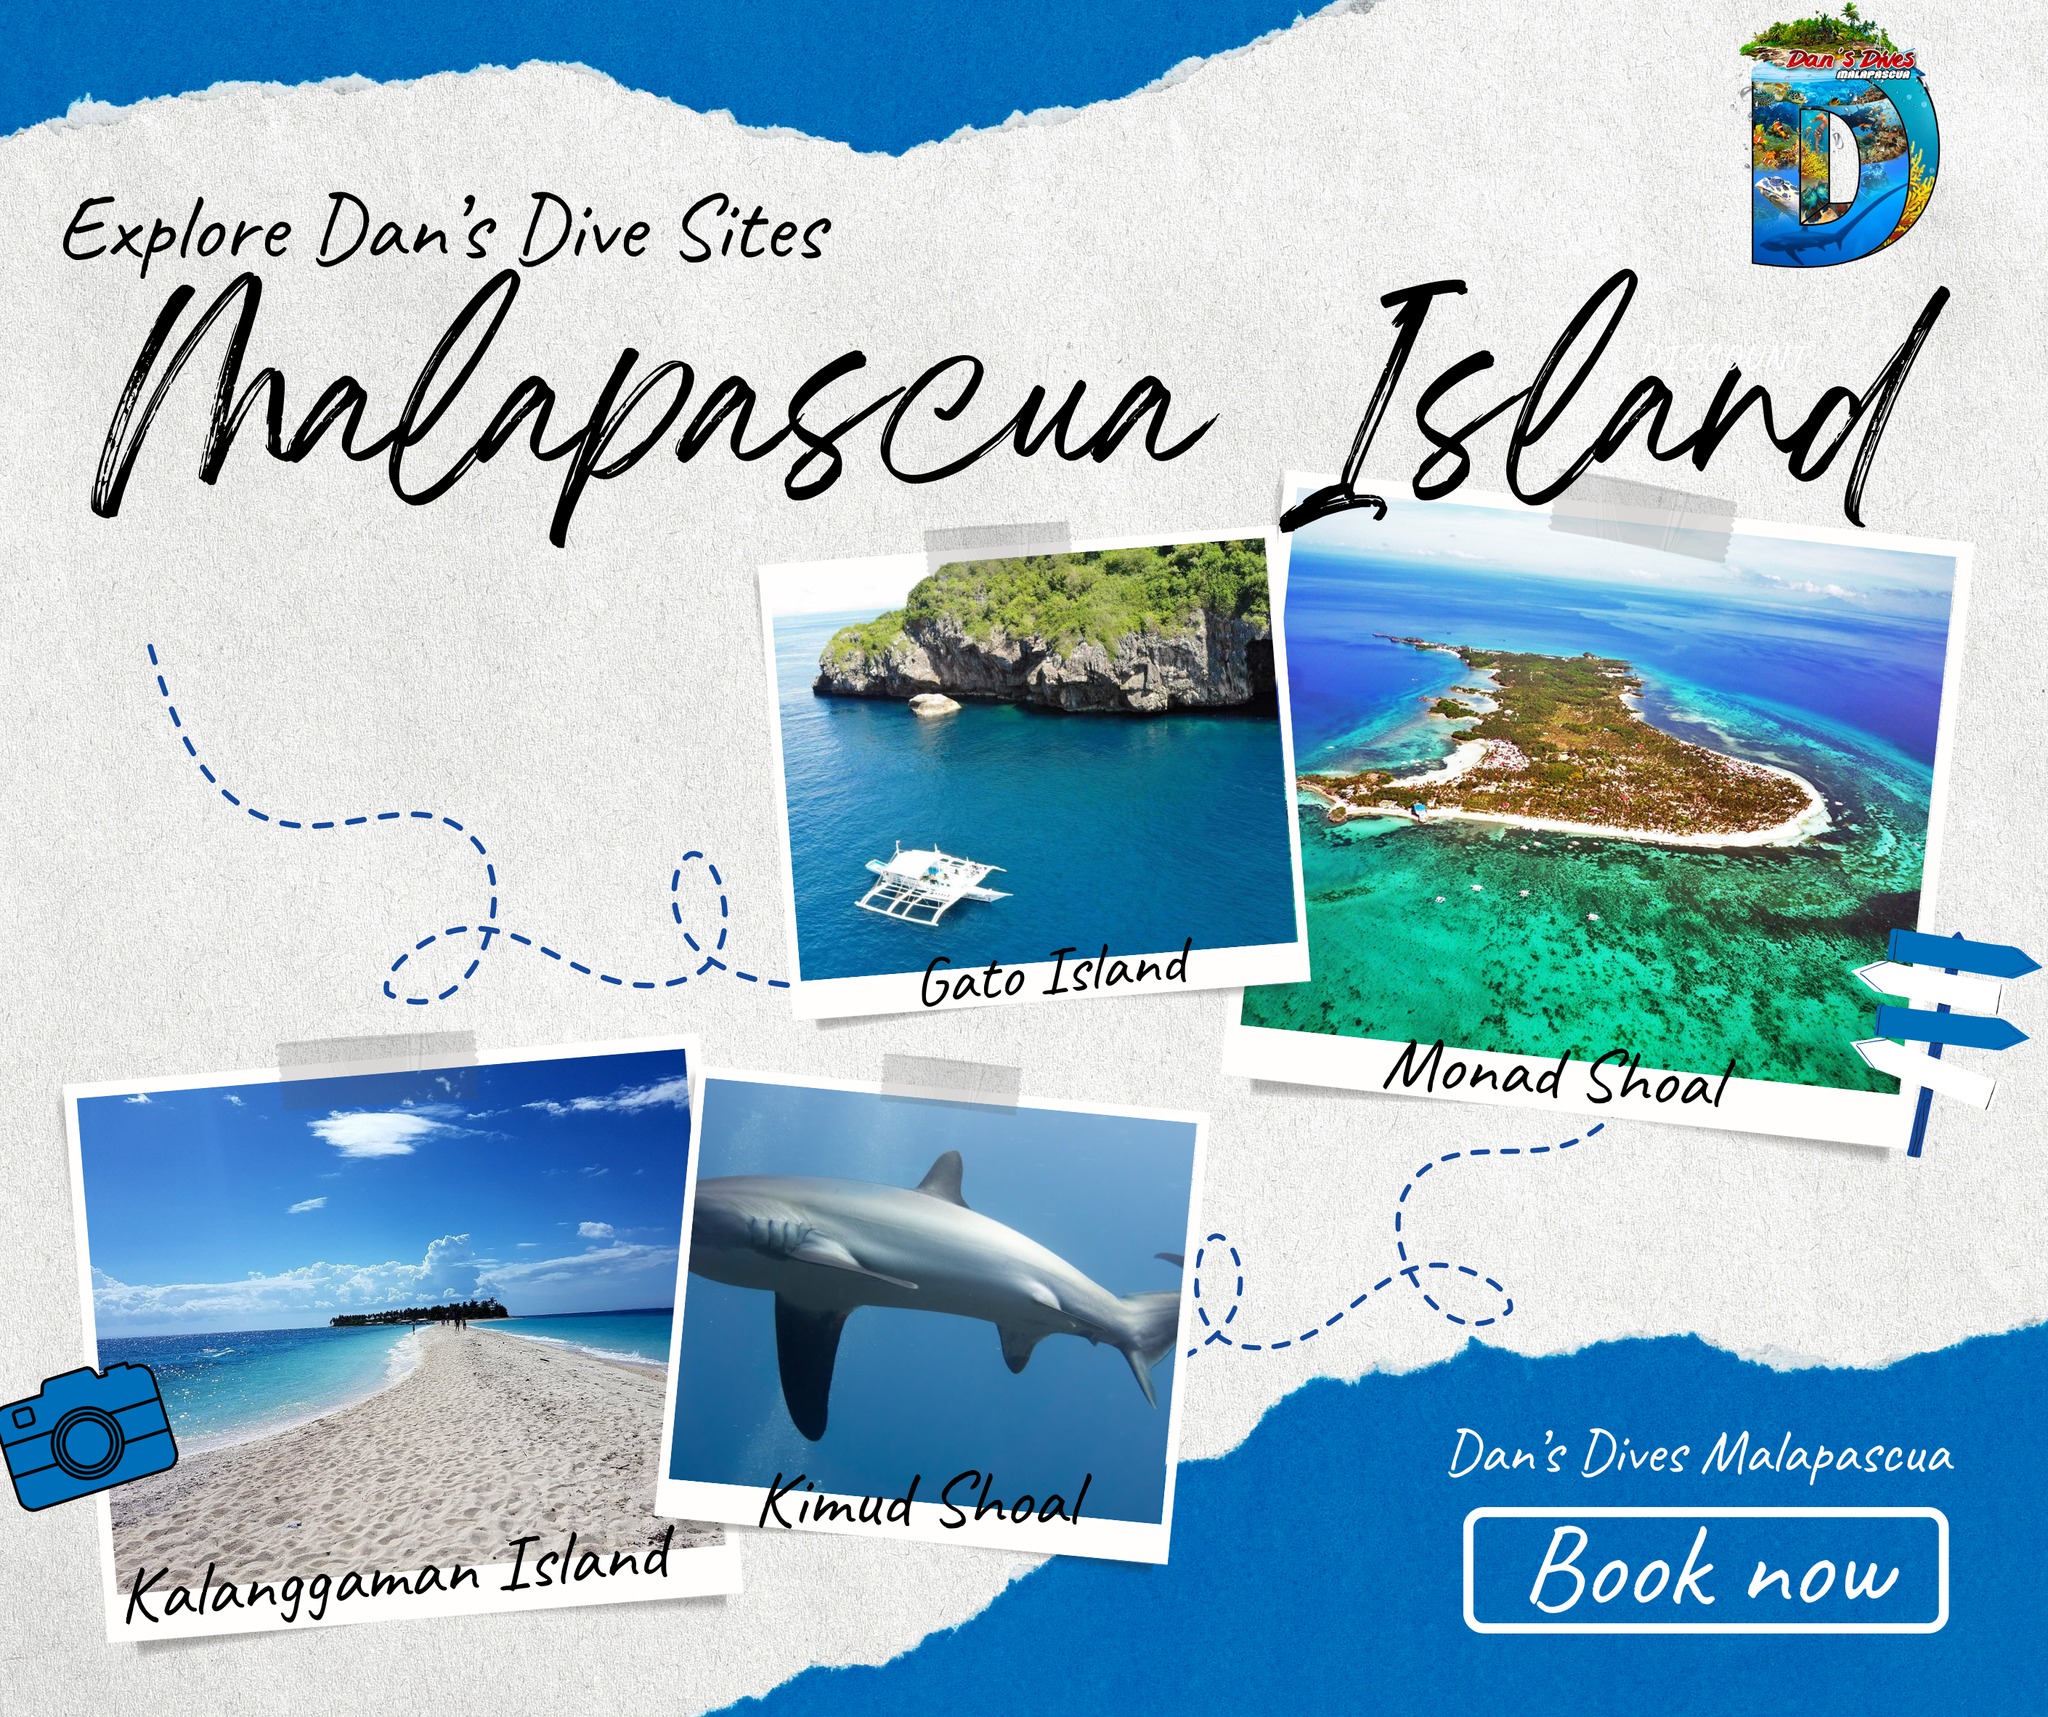 Dan's Dives
MALAPASCUA
Explore Dan's Dive Sites
Malapascua Island
Gato Island
Monad Shoal
Kalanggaman Island
Kimud Shoal
Dan's Dives Malapascua
Book now